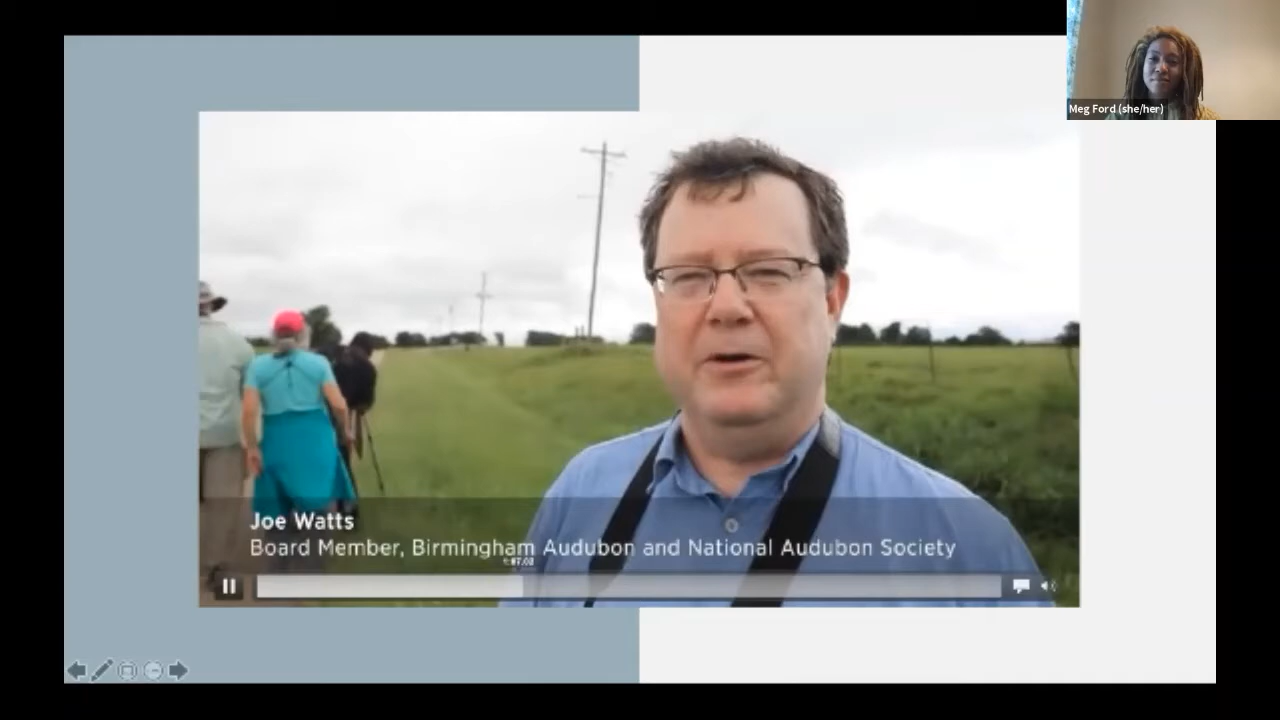 Meg Ford (she/her)
Joe Watts
Board Member, Birmingham Audubon and National Audubon Society